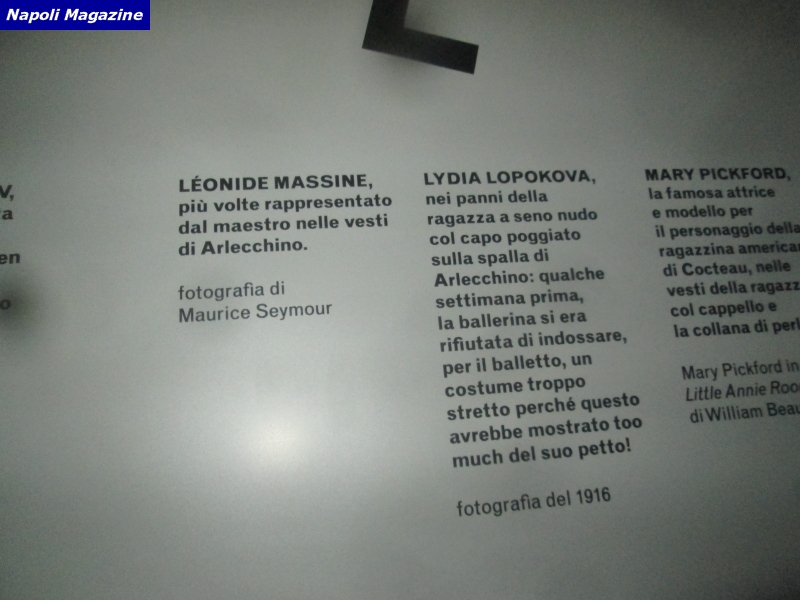 Napoli Magazine
V,
a
en
o
LÉONIDE MASSINE,
più volte rappresentato
dal maestro nelle vesti
di Arlecchino.
fotografia di
Maurice Seymour
LYDIA LOPOKOVA,
nei panni della
ragazza a seno nudo
col capo poggiato
sulla spalla di
Arlecchino: qualche
settimana prima,
la ballerina si era
rifiutata di indossare,
per il balletto, un
costume troppo
stretto perché questo
avrebbe mostrato too
much del suo petto!
fotografia del 1916
MARY PICKFORD,
la famosa attrice
e modello per
il personaggio della
ragazzina american
di Cocteau, nelle
vesti della ragazz
col cappello e
la collana di perl
Mary Pickford in
Little Annie Roo
di William Beau